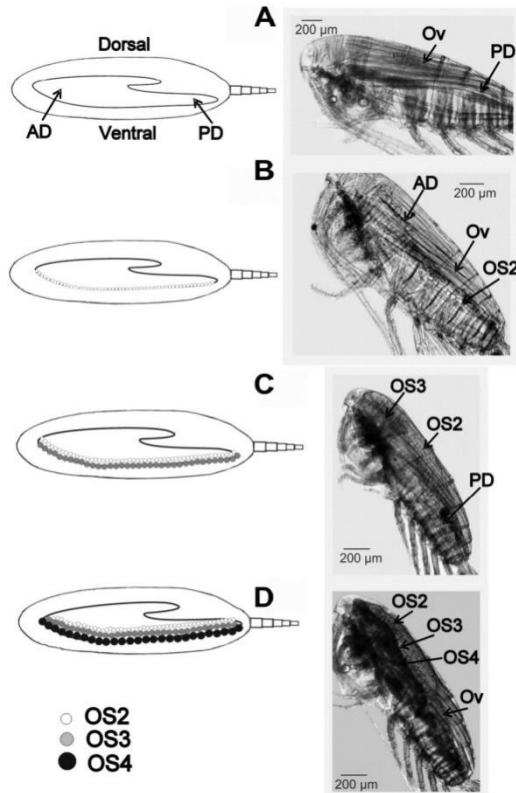 A
Dorsal
AD
PD
Ventral
200 µm
Ov
PD
B
AD
200 µm
Ov
OS2
C
OS3
OS2
PD
200 µm
D
OS2
OS3
OS4
Ov
200 µm
OS2
OS3
OS4